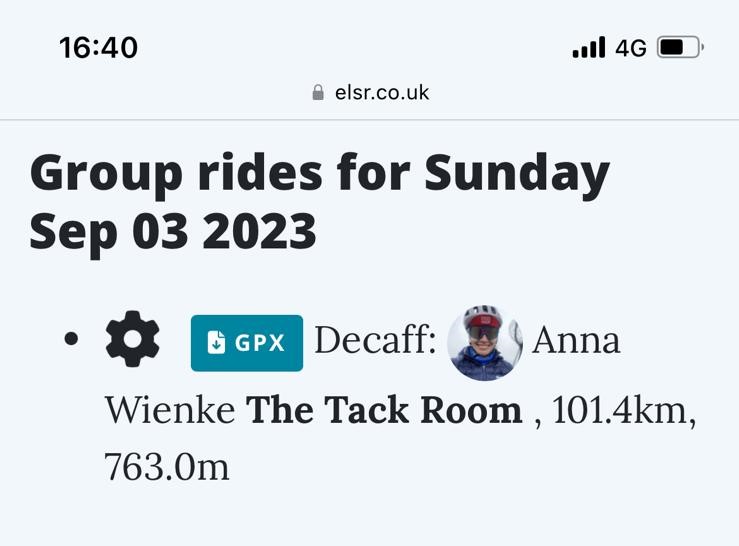 16:40 4G
elsr.co.uk
Group rides for Sunday
Sep 03 2023
GPX Decaff: Anna
Wienke The Tack Room , 101.4km,
763.0m